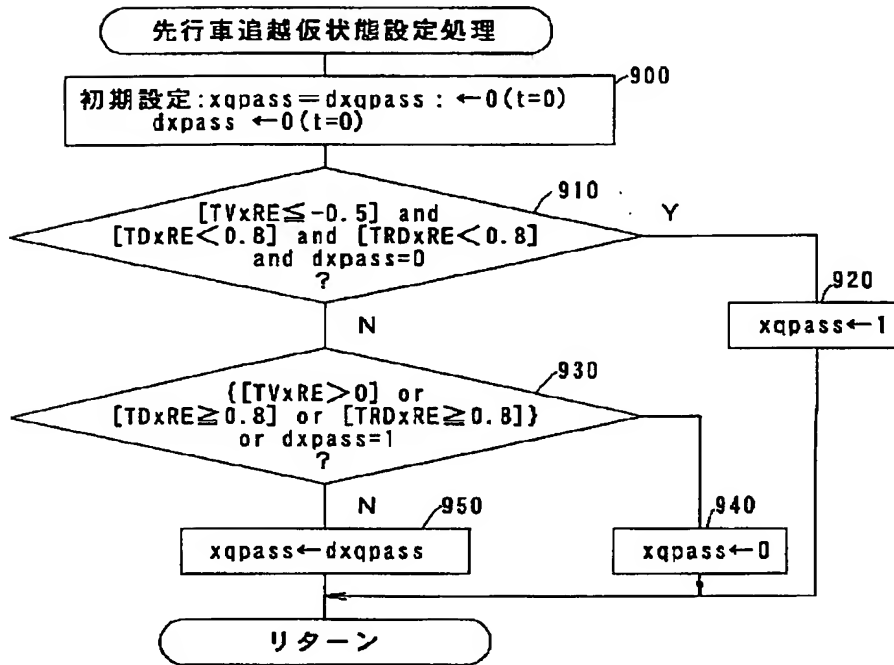 先行車追越仮状態設定処理
900
初期設定:xqpass=dxqpass:←0(t=0)
dxpass ←0(t=0)
910
[TVxRE≦-0.5] and
[TDxRE<0.8] and [TRDxRE<0.8]
and dxpass=0
?
Y
920
xqpass←1
N
930
{[TVxRE>0] or
[TDxRE≧0.8] or [TRDxRE≧0.8]}
or dxpass=1
?
N
950
xqpass←dxqpass
940
xqpass←0
リターン